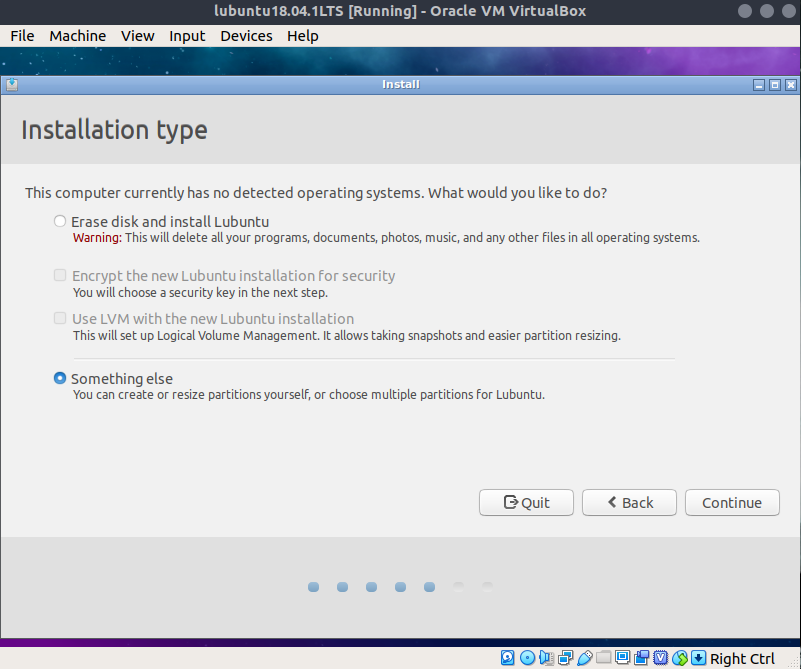 lubuntu18.04.1LTS [Running] - Oracle VM VirtualBox
File Machine View Input Devices Help
Install
Installation type
This computer currently has no detected operating systems. What would you like to do?
Erase disk and install Lubuntu
Warning: This will delete all your programs, documents, photos, music, and any other files in all operating systems.
Encrypt the new Lubuntu installation for security
You will choose a security key in the next step.
Use LVM with the new Lubuntu installation
This will set up Logical Volume Management. It allows taking snapshots and easier partition resizing.
Something else
You can create or resize partitions yourself, or choose multiple partitions for Lubuntu.
Quit Back Continue
Right Ctrl